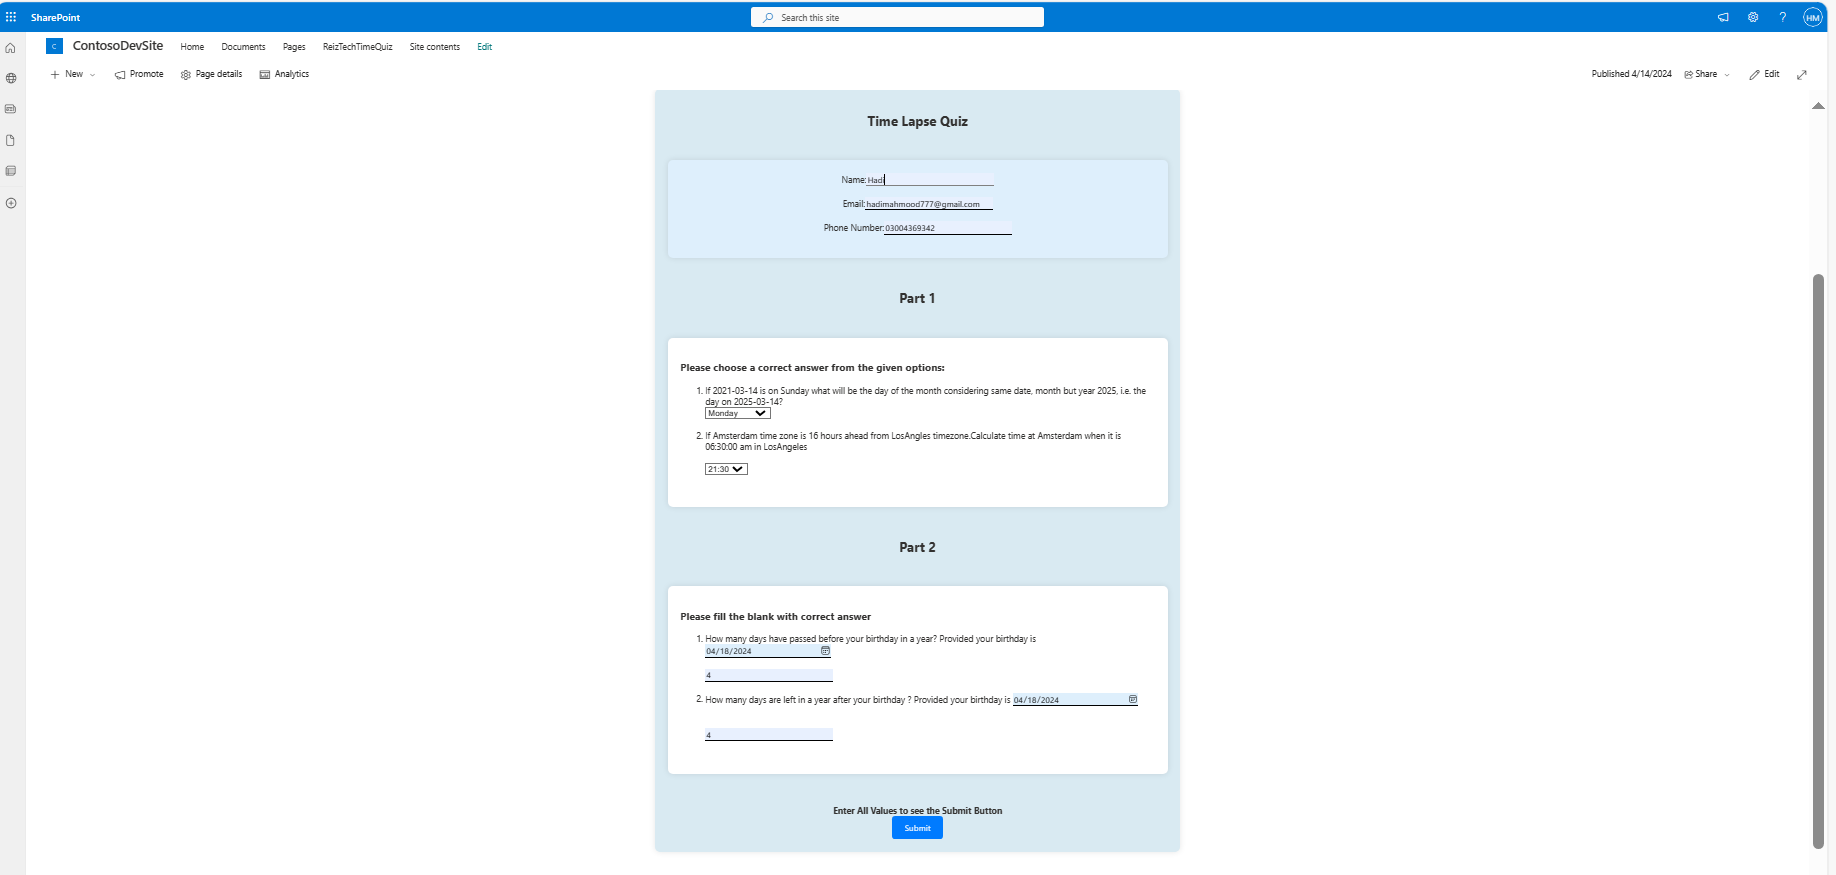 SharePoint
Search this site
?
HM
C
ContosoDevSite
Home
Documents
Pages
ReizTechTimeQuiz
Site contents
Edit
New
Promote
Page details
Analytics
Published 4/14/2024
Share
Edit
Time Lapse Quiz
Name: Hadi
Email: hadimahmood777@gmail.com
Phone Number: 03004369342
Part 1
Please choose a correct answer from the given options:
1. If 2021-03-14 is on Sunday what will be the day of the month considering same date, month but year 2025, i.e. the
day on 2025-03-14?
Monday
2. If Amsterdam time zone is 16 hours ahead from LosAngles timezone.Calculate time at Amsterdam when it is
06:30:00 am in LosAngeles
21:30
Part 2
Please fill the blank with correct answer
1. How many days have passed before your birthday in a year? Provided your birthday is
04/18/2024
4
2. How many days are left in a year after your birthday ? Provided your birthday is 04/18/2024
4
Enter All Values to see the Submit Button
Submit